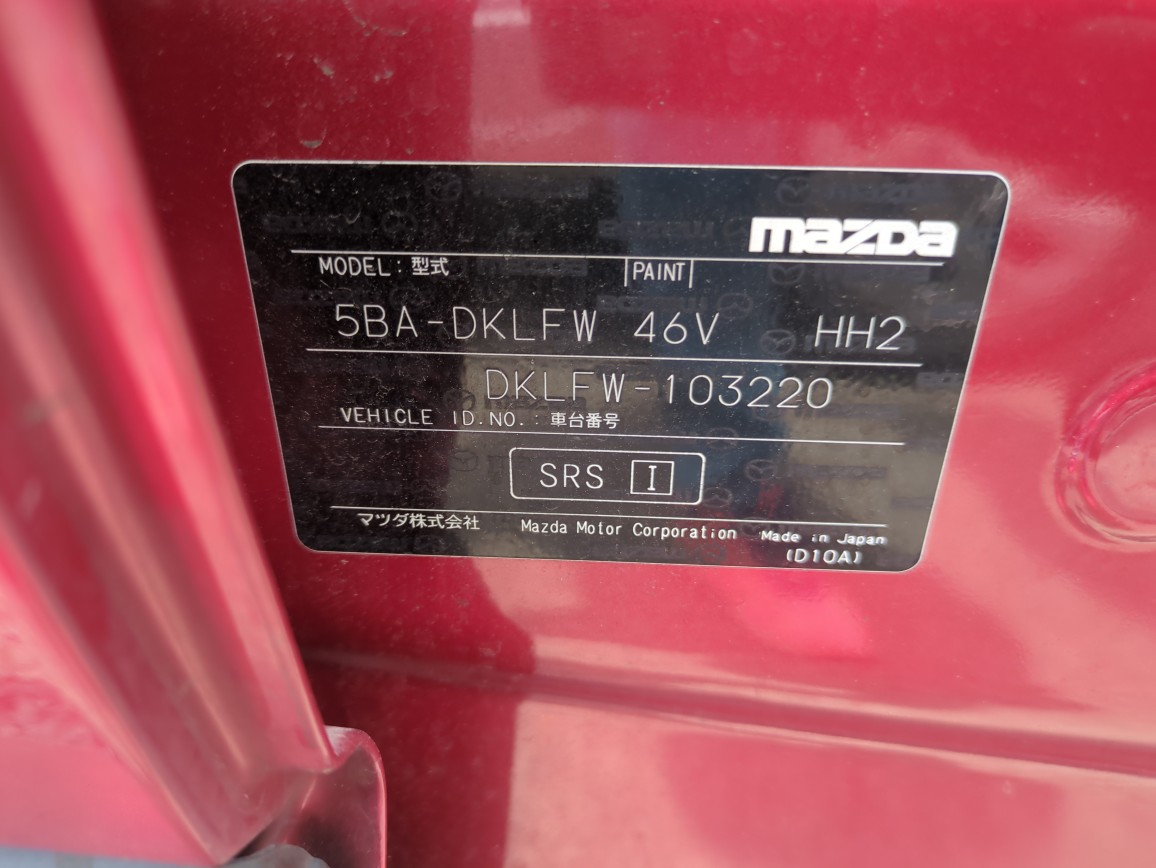 mazda
MODEL : 型式 |PAINT|
5BA-DKLFW 46V HH2
DKLFW-103220
VEHICLE ID.NO. : 車台番号
SRS I
マツダ株式会社 Mazda Motor Corporation Made in Japan
(D10A)